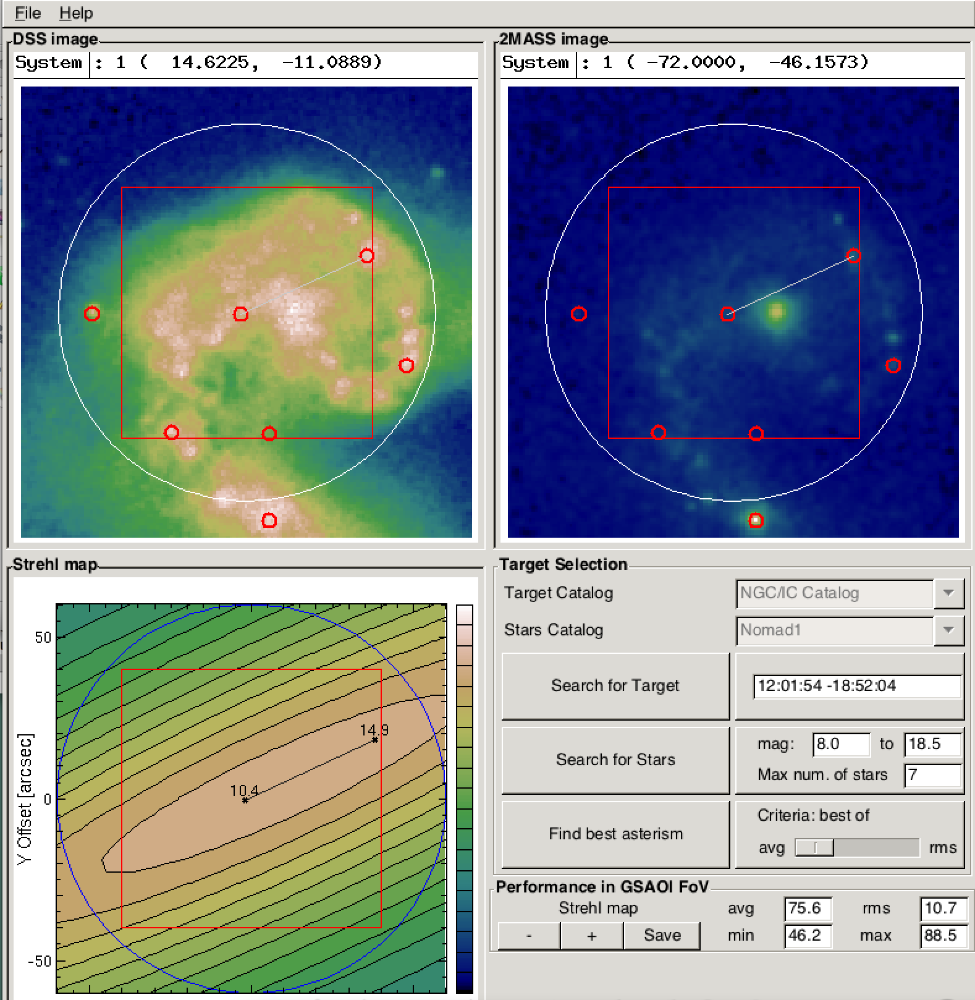 File Help
DSS image
System : 1 ( 14.6225, -11.0889)
2MASS image
System : 1 ( -72.0000, -46.1573)
Strehl map
50
0
-50
Y Offset [arcsec]
14.9
10.4
Target Selection
Target Catalog NGC/IC Catalog
Stars Catalog Nomad1
Search for Target 12:01:54 -18:52:04
Search for Stars
mag: 8.0 to 18.5
Max num. of stars 7
Find best asterism
Criteria: best of
avg rms
Performance in GSAOI FoV
Strehl map avg 75.6 rms 10.7
- + Save min 46.2 max 88.5